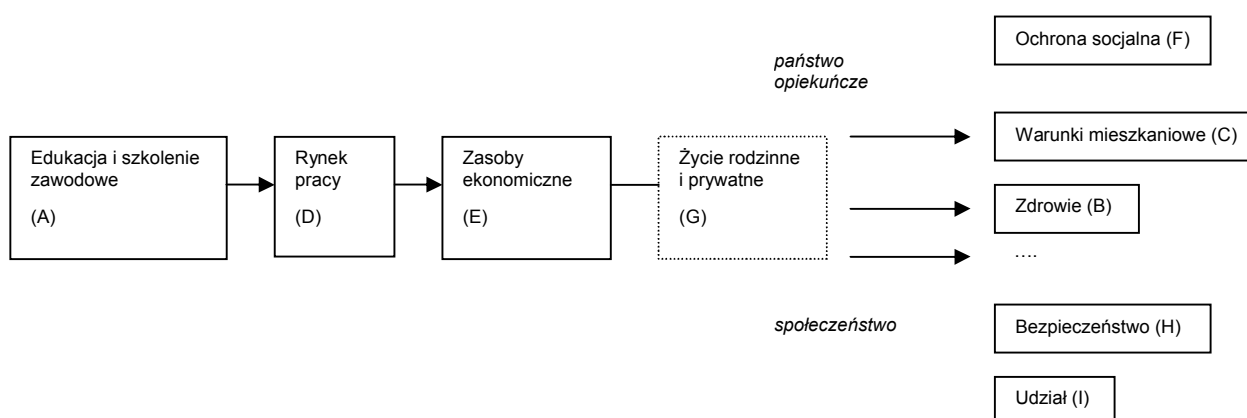 Ochrona socjalna (F)
państwo
opiekuńcze
Edukacja i szkolenie
zawodowe
(A)
Rynek
pracy
(D)
Zasoby
ekonomiczne
(E)
Życie rodzinne
i prywatne
(G)
Warunki mieszkaniowe (C)
Zdrowie (B)
....
społeczeństwo
Bezpieczeństwo (H)
Udział (I)